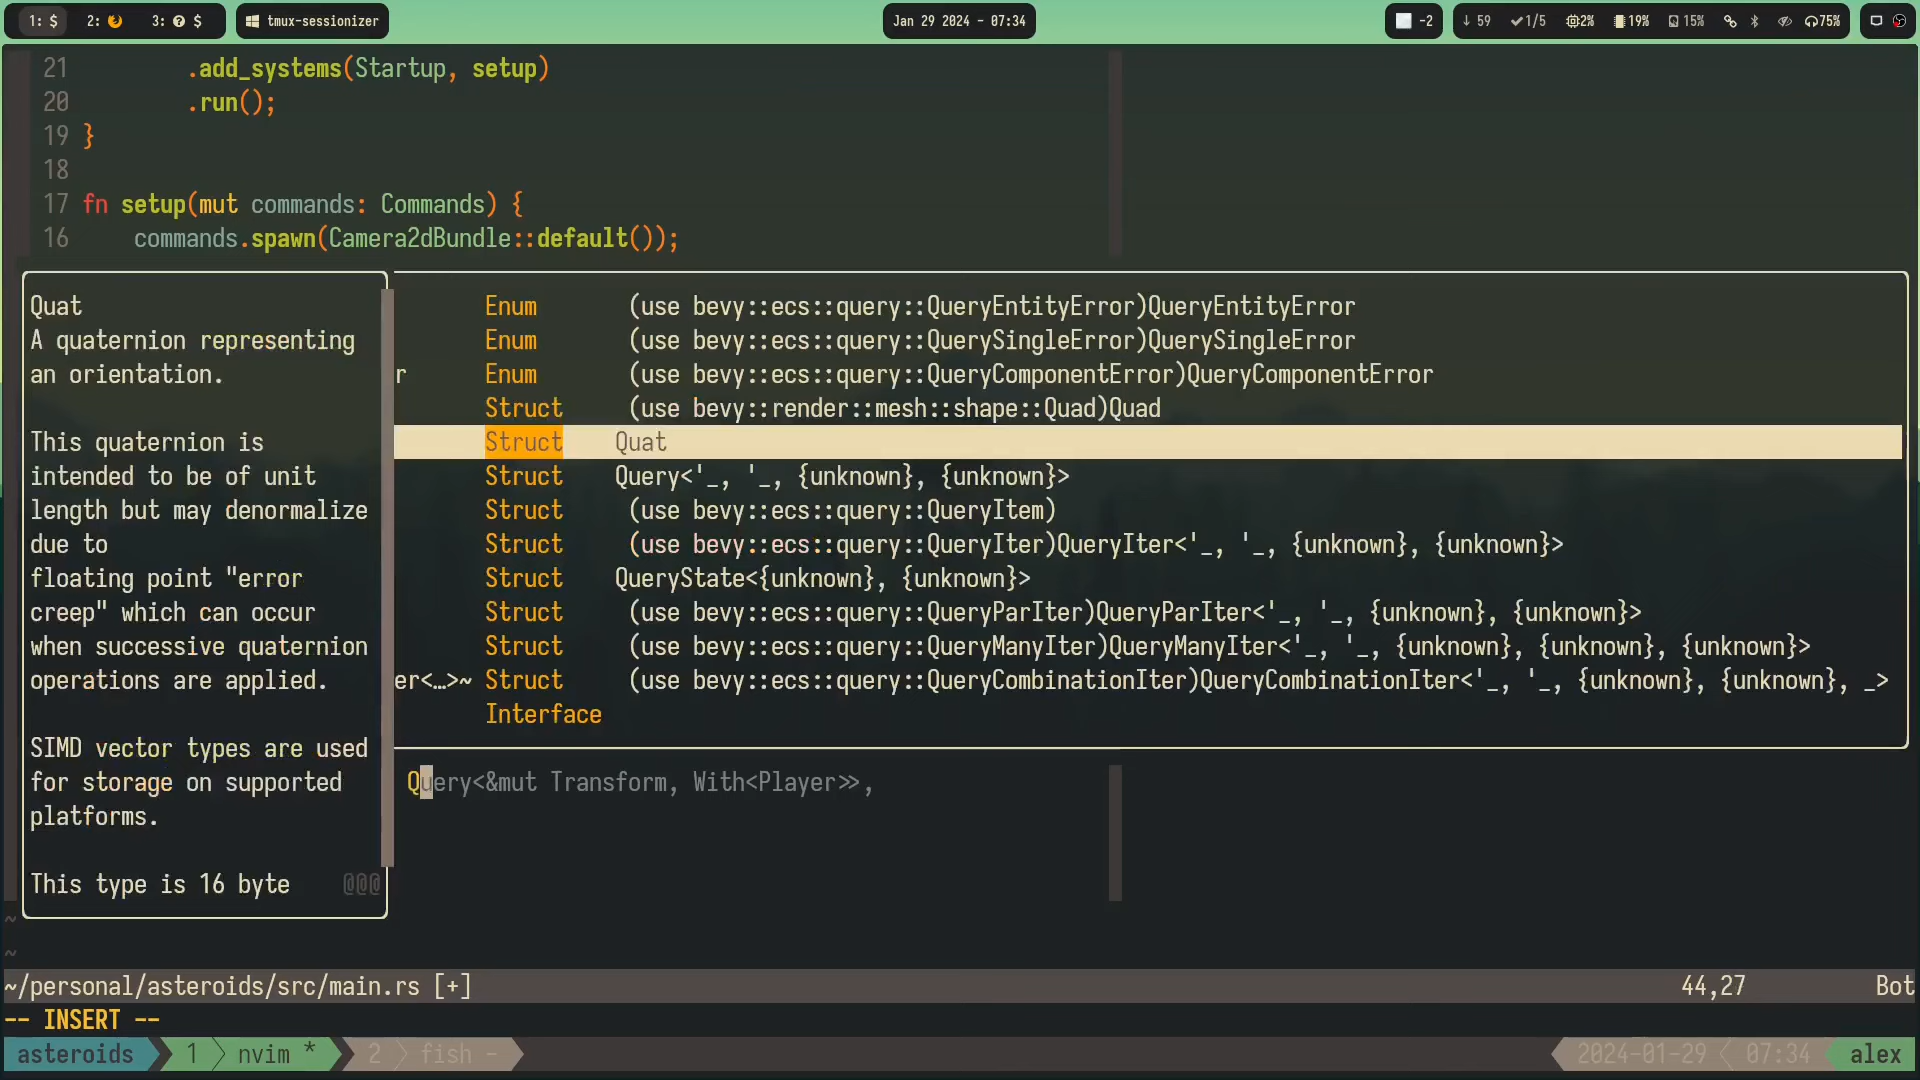 1: $ 2: 3: $ tmux-sessionizer Jan 29 2024 - 07:34 -2 ↓ 59 ✓1/5 2% 19% 15% 75%
21 .add_systems(Startup, setup)
20 .run();
19 }
18
17 fn setup(mut commands: Commands) {
16 commands.spawn(Camera2dBundle::default());
Quat
A quaternion representing
an orientation.
This quaternion is
intended to be of unit
length but may denormalize
due to
floating point "error
creep" which can occur
when successive quaternion
operations are applied.
SIMD vector types are used
for storage on supported
platforms.
This type is 16 byte @@@
Enum (use bevy::ecs::query::QueryEntityError)QueryEntityError
Enum (use bevy::ecs::query::QuerySingleError)QuerySingleError
r Enum (use bevy::ecs::query::QueryComponentError)QueryComponentError
Struct (use bevy::render::mesh::shape::Quad)Quad
Struct Quat
Struct Query<'_, '_, {unknown}, {unknown}>
Struct (use bevy::ecs::query::QueryItem)
Struct (use bevy::ecs::query::QueryIter)QueryIter<'_, '_, {unknown}, {unknown}>
Struct QueryState<{unknown}, {unknown}>
Struct (use bevy::ecs::query::QueryParIter)QueryParIter<'_, '_, {unknown}, {unknown}>
Struct (use bevy::ecs::query::QueryManyIter)QueryManyIter<'_, '_, {unknown}, {unknown}, {unknown}>
er<…>~ Struct (use bevy::ecs::query::QueryCombinationIter)QueryCombinationIter<'_, '_, {unknown}, {unknown}, _>
Interface
Query<&mut Transform, With<Player>>,
~
~
~/personal/asteroids/src/main.rs [+] 44,27 Bot
-- INSERT --
asteroids 1 nvim * 2 fish - 2024-01-29 07:34 alex